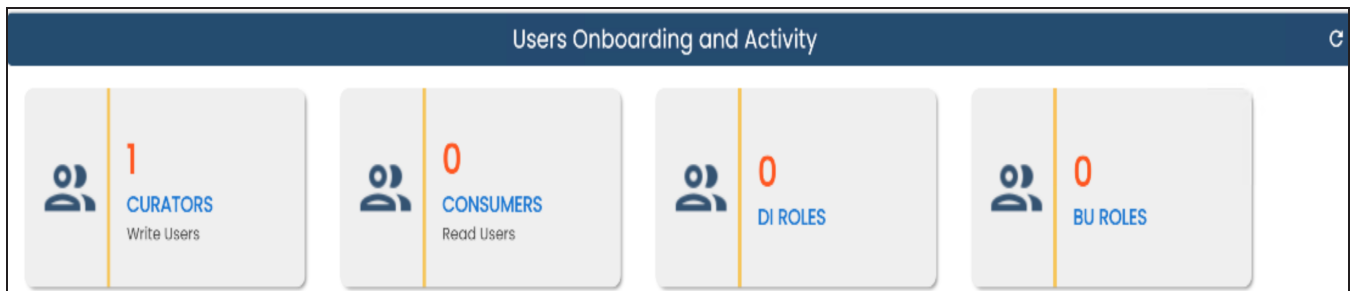 Users Onboarding and Activity
1
CURATORS
Write Users
0
CONSUMERS
Read Users
0
DI ROLES
0
BU ROLES